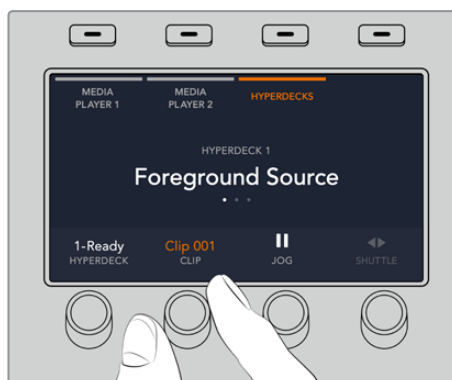 MEDIA
PLAYER 1
MEDIA
PLAYER 2
HYPERDECKS
HYPERDECK 1
Foreground Source
1-Ready
HYPERDECK
Clip 001
CLIP
JOG
SHUTTLE